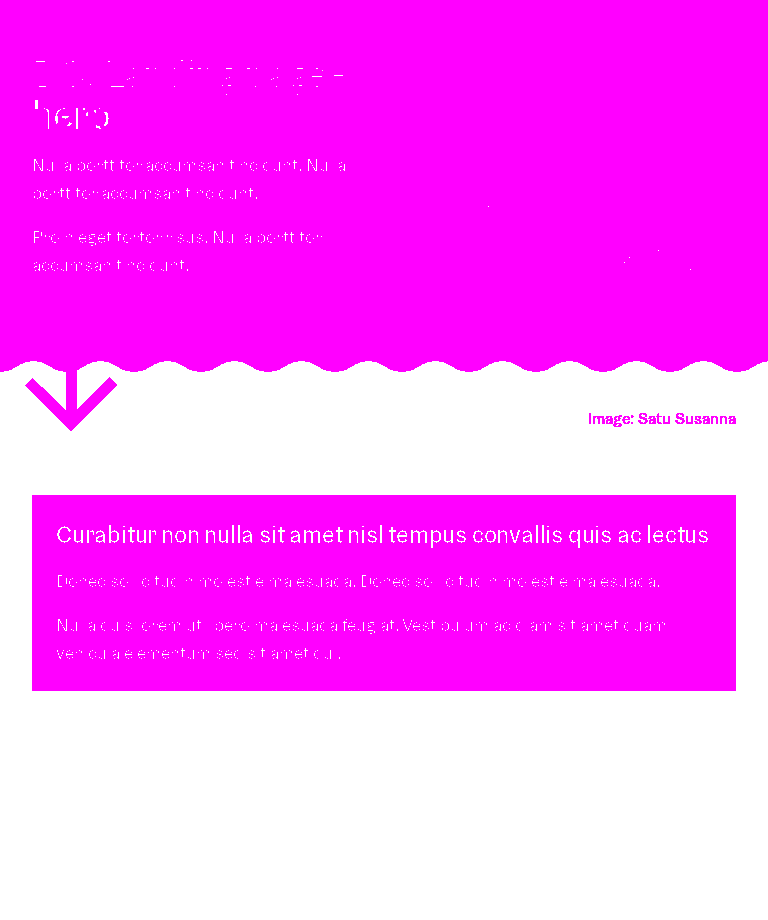 hero
Nulla porttitor accumsan tincidunt. Nulla
porttitor accumsan tincidunt.
Proin eget tortor risus. Nulla porttitor
accumsan tincidunt.
Image: Satu Susanna
Curabitur non nulla sit amet nisl tempus convallis quis ac lectus
Donec sollicitudin molestie malesuada. Donec sollicitudin molestie malesuada.
Nulla quis lorem ut libero malesuada feugiat. Vestibulum ac diam sit amet quam
vehicula elementum sed sit amet dui.